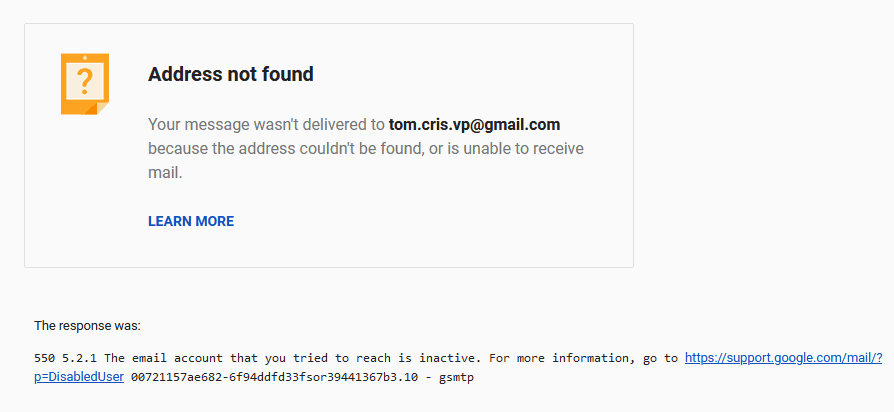 ?
Address not found
Your message wasn't delivered to tom.cris.vp@gmail.com
because the address couldn't be found, or is unable to receive
mail.
LEARN MORE
The response was:
550 5.2.1 The email account that you tried to reach is inactive. For more information, go to https://support.google.com/mail/?
p=DisabledUser 00721157ae682-6f94ddfd33fsor39441367b3.10 - gsmtp